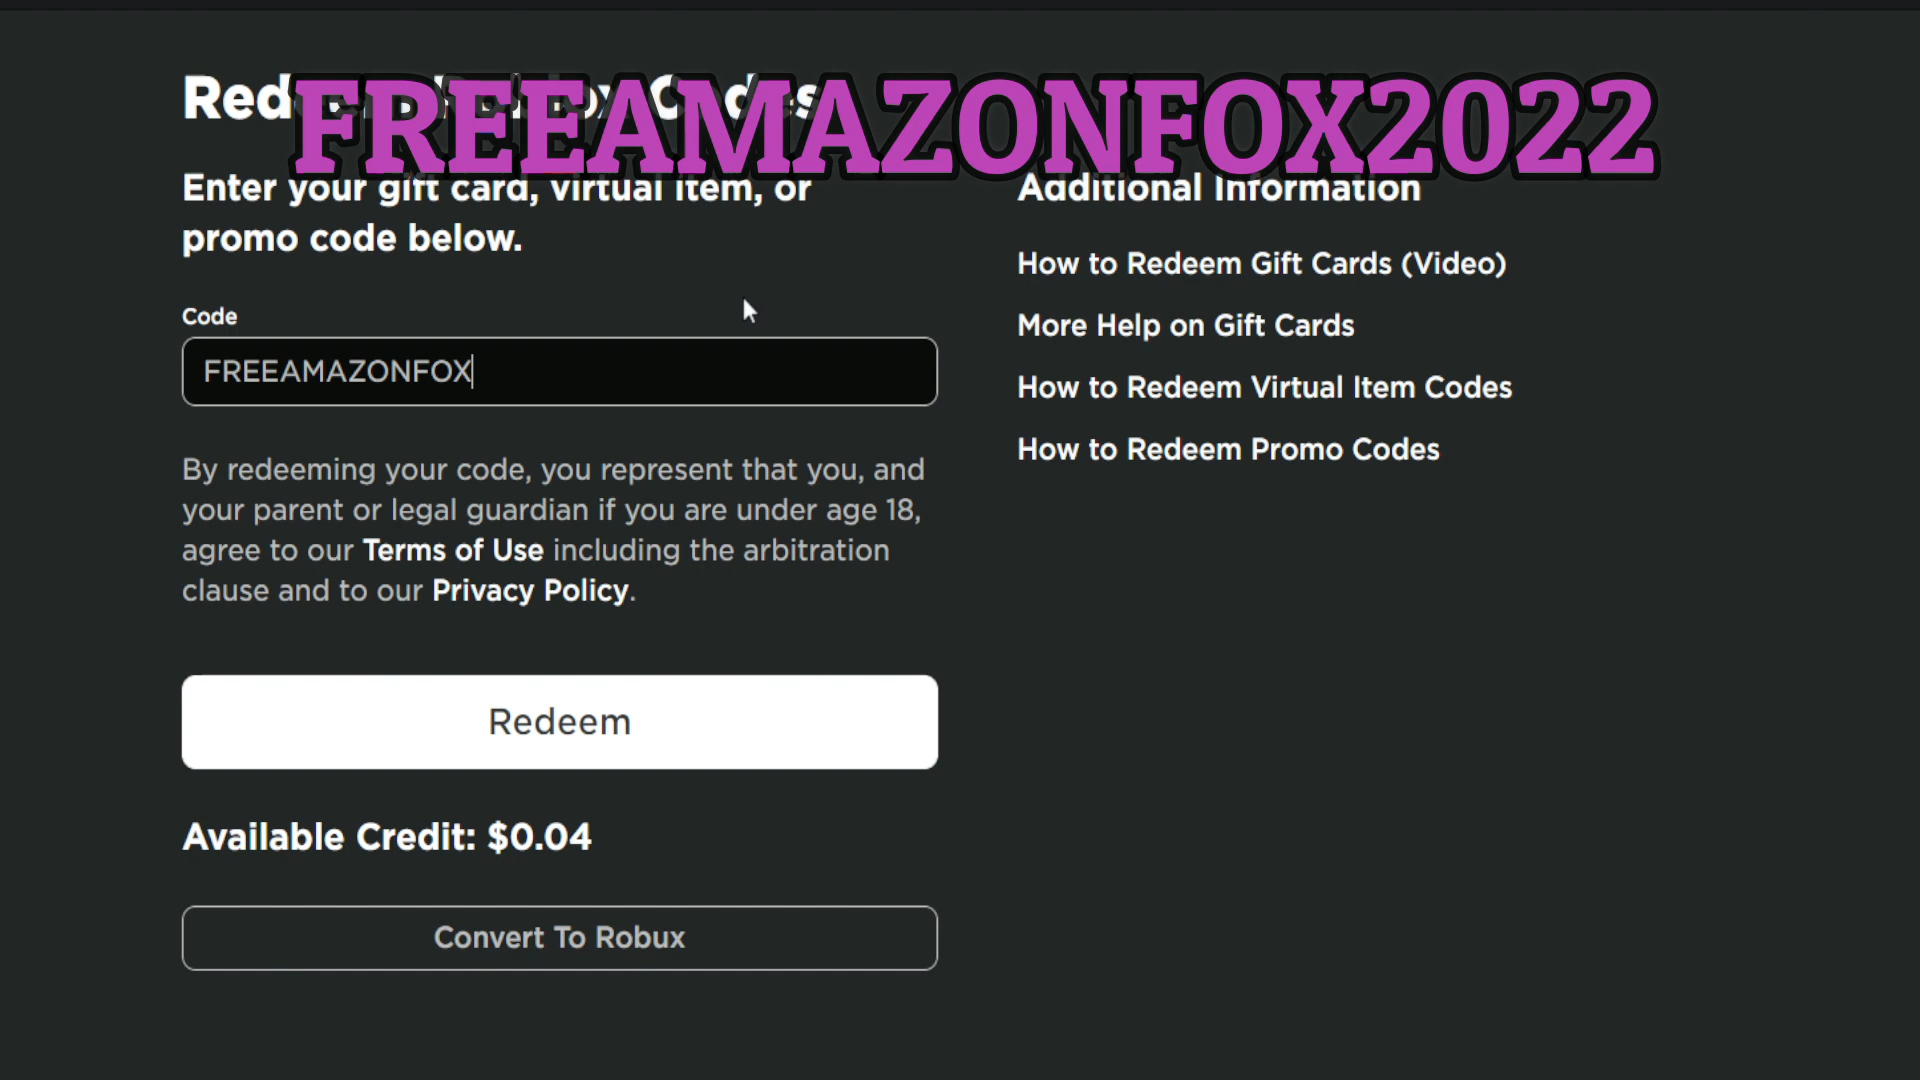 FREEAMAZONFOX2022
Redeem Roblox Codes
Enter your gift card, virtual item, or
promo code below.
Code
FREEAMAZONFOX
By redeeming your code, you represent that you, and
your parent or legal guardian if you are under age 18,
agree to our Terms of Use including the arbitration
clause and to our Privacy Policy.
Redeem
Available Credit: $0.04
Convert To Robux
Additional Information
How to Redeem Gift Cards (Video)
More Help on Gift Cards
How to Redeem Virtual Item Codes
How to Redeem Promo Codes